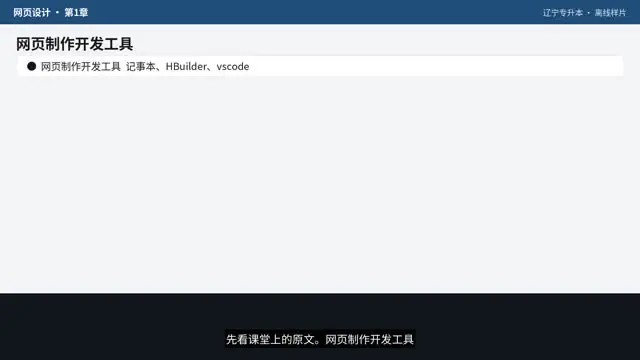 网页设计 • 第1章
辽宁专升本 • 离线样片
网页制作开发工具
● 网页制作开发工具 记事本、HBuilder、vscode
先看课堂上的原文。网页制作开发工具